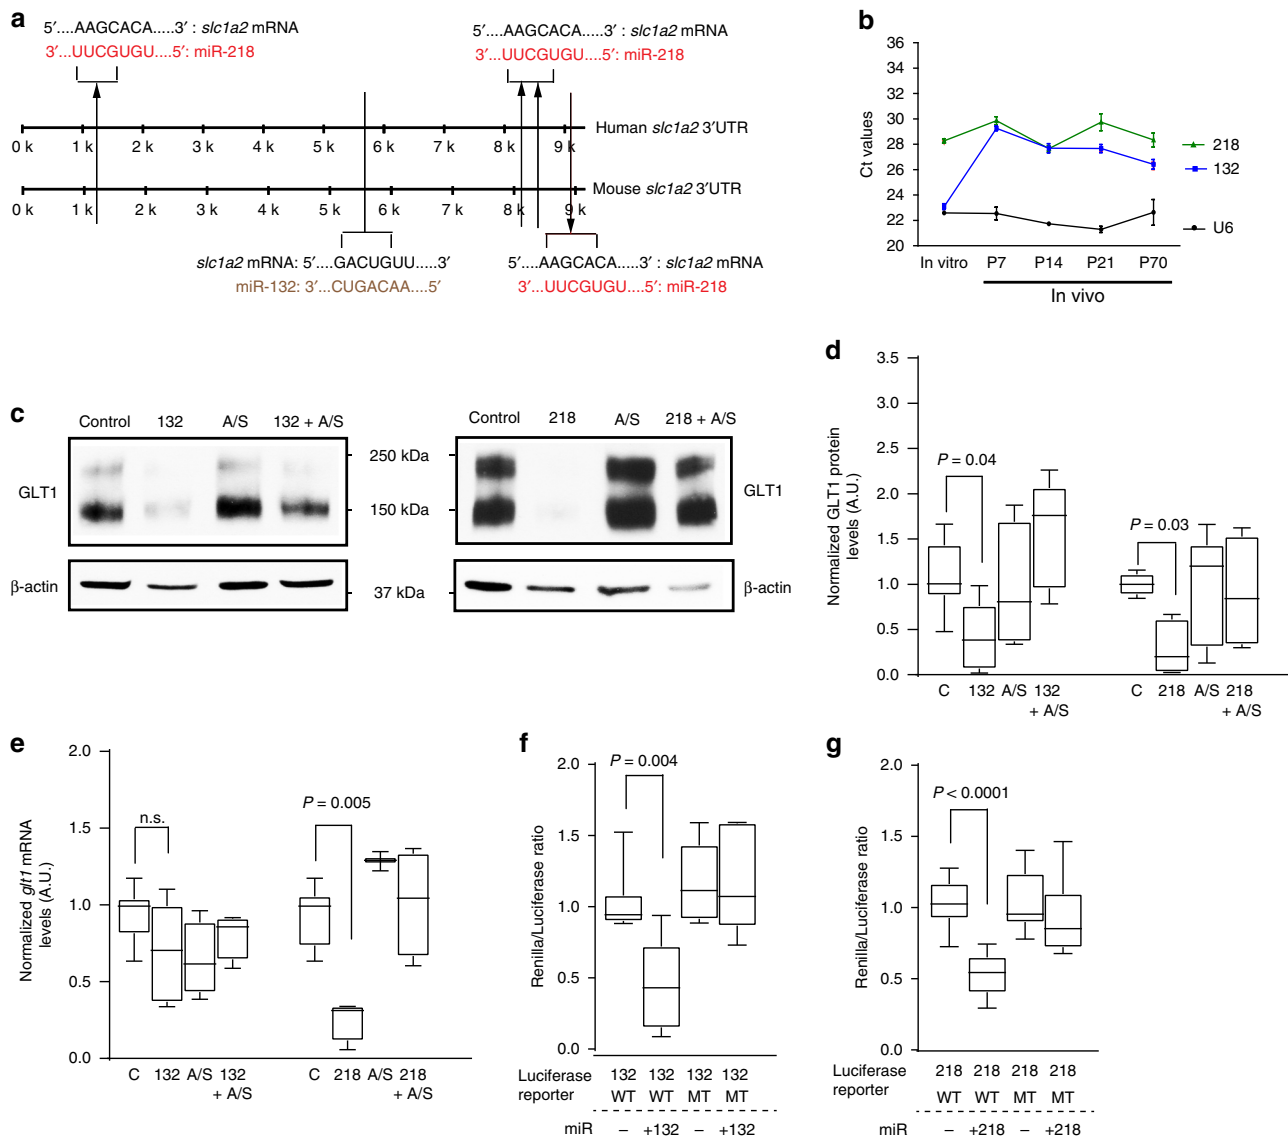 a
5′....AAGCACA.....3′ : slc1a2 mRNA
3′...UUCGUGU....5′: miR-218
5′....AAGCACA.....3′ : slc1a2 mRNA
3′...UUCGUGU....5′: miR-218
Human slc1a2 3′UTR
0 k 1 k 2 k 3 k 4 k 5 k 6 k 7 k 8 k 9 k
Mouse slc1a2 3′UTR
0 k 1 k 2 k 3 k 4 k 5 k 6 k 7 k 8 k 9 k
slc1a2 mRNA: 5′....GACUGUU.....3′
miR-132: 3′...CUGACAA....5′
5′....AAGCACA.....3′ : slc1a2 mRNA
3′...UUCGUGU....5′: miR-218
b
Ct values
36
34
32
30
28
26
24
22
20
218
132
U6
In vitro P7 P14 P21 P70
In vivo
c
Control 132 A/S 132 + A/S
GLT1
β-actin
250 kDa
150 kDa
37 kDa
Control 218 A/S 218 + A/S
GLT1
β-actin
d
Normalized GLT1 protein
levels (A.U.)
3.5
3.0
2.5
2.0
1.5
1.0
0.5
0.0
P = 0.04
P = 0.03
C 132 A/S 132
+ A/S
C 218 A/S 218
+ A/S
e
Normalized glt1 mRNA
levels (A.U.)
2.0
1.5
1.0
0.5
0.0
n.s.
P = 0.005
C 132 A/S 132
+ A/S
C 218 A/S 218
+ A/S
f
Renilla/Luciferase ratio
2.0
1.5
1.0
0.5
0.0
P = 0.004
Luciferase
reporter
132 132 132 132
WT WT MT MT
miR – +132 – +132
g
Renilla/Luciferase ratio
2.0
1.5
1.0
0.5
0.0
P < 0.0001
Luciferase
reporter
218 218 218 218
WT WT MT MT
miR – +218 – +218